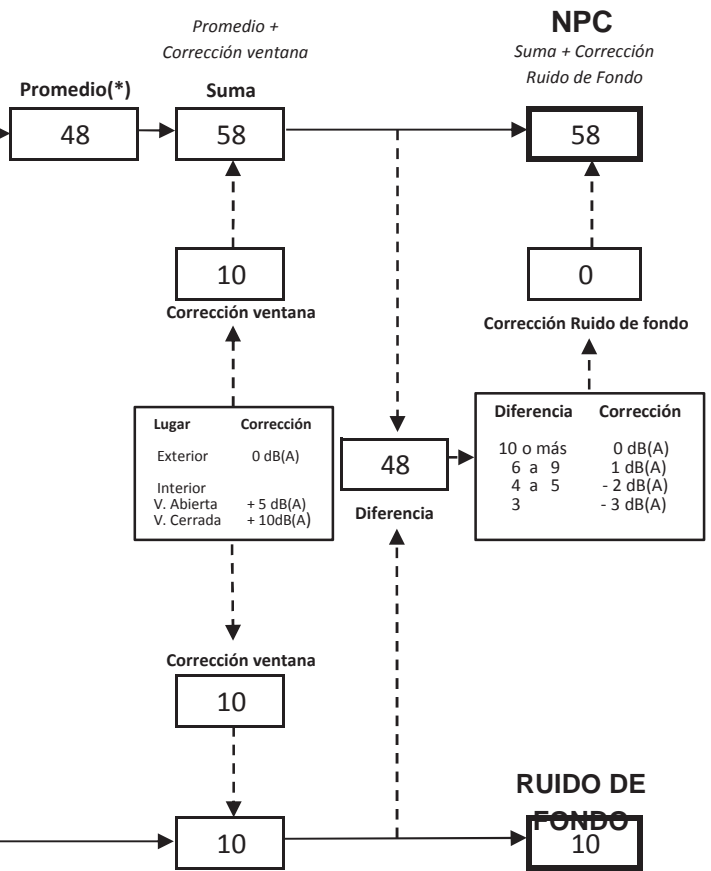 Promedio +
Corrección ventana
NPC
Suma + Corrección
Ruido de Fondo
Promedio(*)
Suma
48
58
58
10
0
Corrección ventana
Corrección Ruido de fondo
Lugar Corrección
Exterior 0 dB(A)
Interior
V. Abierta + 5 dB(A)
V. Cerrada + 10dB(A)
48
Diferencia
Diferencia Corrección
10 o más 0 dB(A)
6 a 9 1 dB(A)
4 a 5 - 2 dB(A)
3 - 3 dB(A)
Corrección ventana
10
RUIDO DE
FONDO
10
10